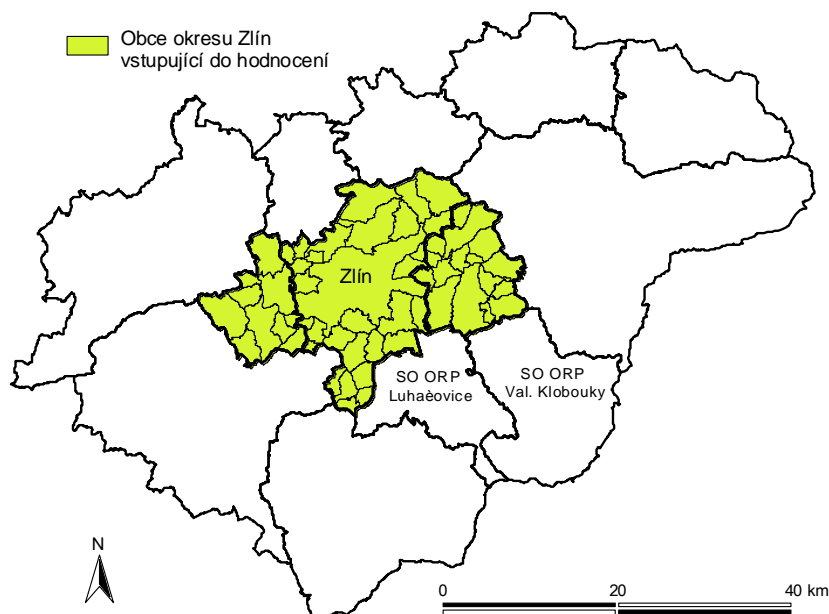 Obce okresu Zlín
vstupující do hodnocení
Zlín
SO ORP
Luhaèovice
SO ORP
Val. Klobouky
N
0 20 40 km